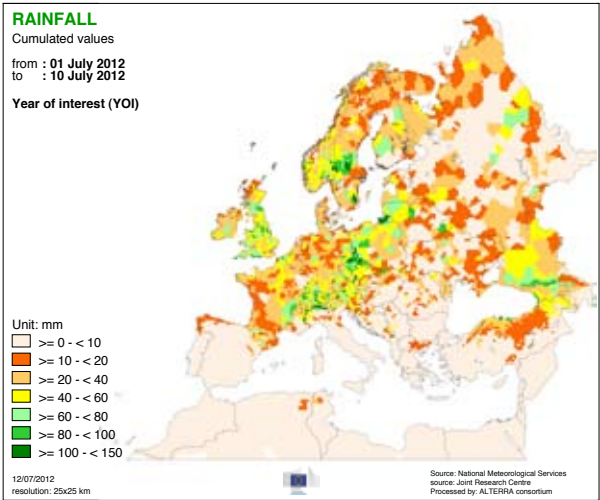 RAINFALL
Cumulated values
from : 01 July 2012
to : 10 July 2012
Year of interest (YOI)
Unit: mm
>= 0 - < 10
>= 10 - < 20
>= 20 - < 40
>= 40 - < 60
>= 60 - < 80
>= 80 - < 100
>= 100 - < 150
12/07/2012
resolution: 25x25 km
Source: National Meteorological Services
source: Joint Research Centre
Processed by: ALTERRA consortium